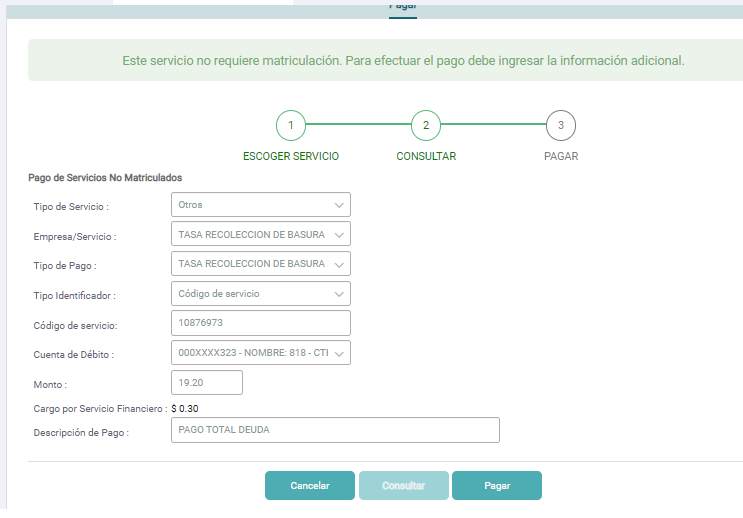 Pagar
Este servicio no requiere matriculación. Para efectuar el pago debe ingresar la información adicional.
1 2 3
ESCOGER SERVICIO CONSULTAR PAGAR
Pago de Servicios No Matriculados
Tipo de Servicio : Otros
Empresa/Servicio : TASA RECOLECCION DE BASURA
Tipo de Pago : TASA RECOLECCION DE BASURA
Tipo Identificador : Código de servicio
Código de servicio: 10876973
Cuenta de Débito : 000XXXX323 - NOMBRE: 818 - CTI
Monto : 19.20
Cargo por Servicio Financiero : $ 0.30
Descripción de Pago : PAGO TOTAL DEUDA
Cancelar Consultar Pagar